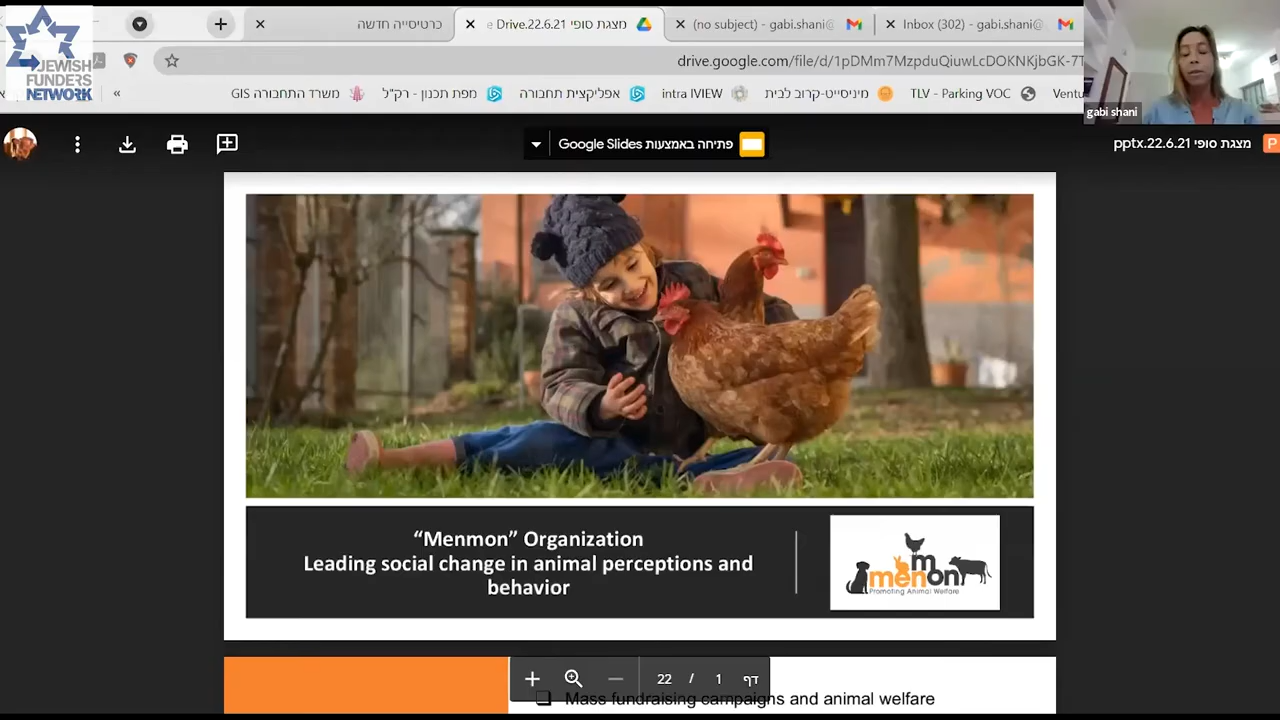 JEWISH
FUNDERS
NETWORK
כרטיסייה חדשה
מצגת סופי 22.6.21.Drive e
(no subject) - gabi.shani@
Inbox (302) - gabi.shani@
drive.google.com/file/d/1pDMm7MzpduQiuwLcDOKNKjbGK-7T
«
משרד התחבורה GIS
מפת תכנון - רק"ל
אפליקצית תחבורה
intra IVIEW
מיניסייט-קרוב לבית
TLV - Parking VOC
Ventu
gabi shani
פתיחה באמצעות Google Slides
מצגת סופי 22.6.21.pptx
P
"Menmon" Organization
Leading social change in animal perceptions and
behavior
menmon
Promoting Animal Welfare
דף 1 / 22
Mass fundraising campaigns and animal welfare